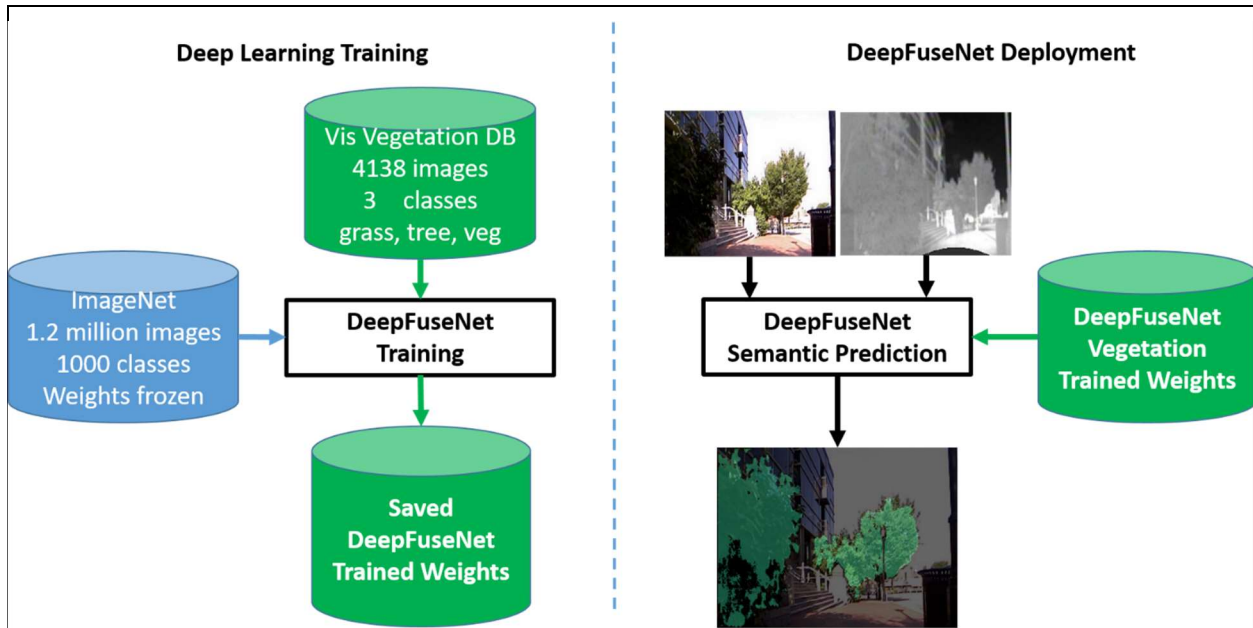 Deep Learning Training
Vis Vegetation DB
4138 images
3 classes
grass, tree, veg
ImageNet
1.2 million images
1000 classes
Weights frozen
DeepFuseNet
Training
Saved
DeepFuseNet
Trained Weights
DeepFuseNet Deployment
DeepFuseNet
Semantic Prediction
DeepFuseNet
Vegetation
Trained Weights